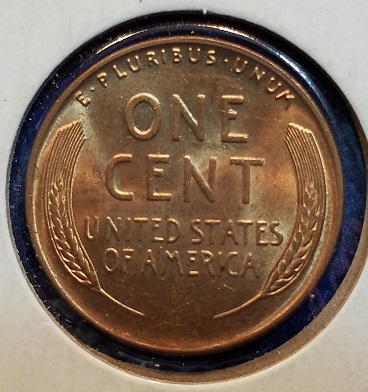 E·PLURIBUS·UNUM
ONE
CENT
UNITED STATES
OF AMERICA